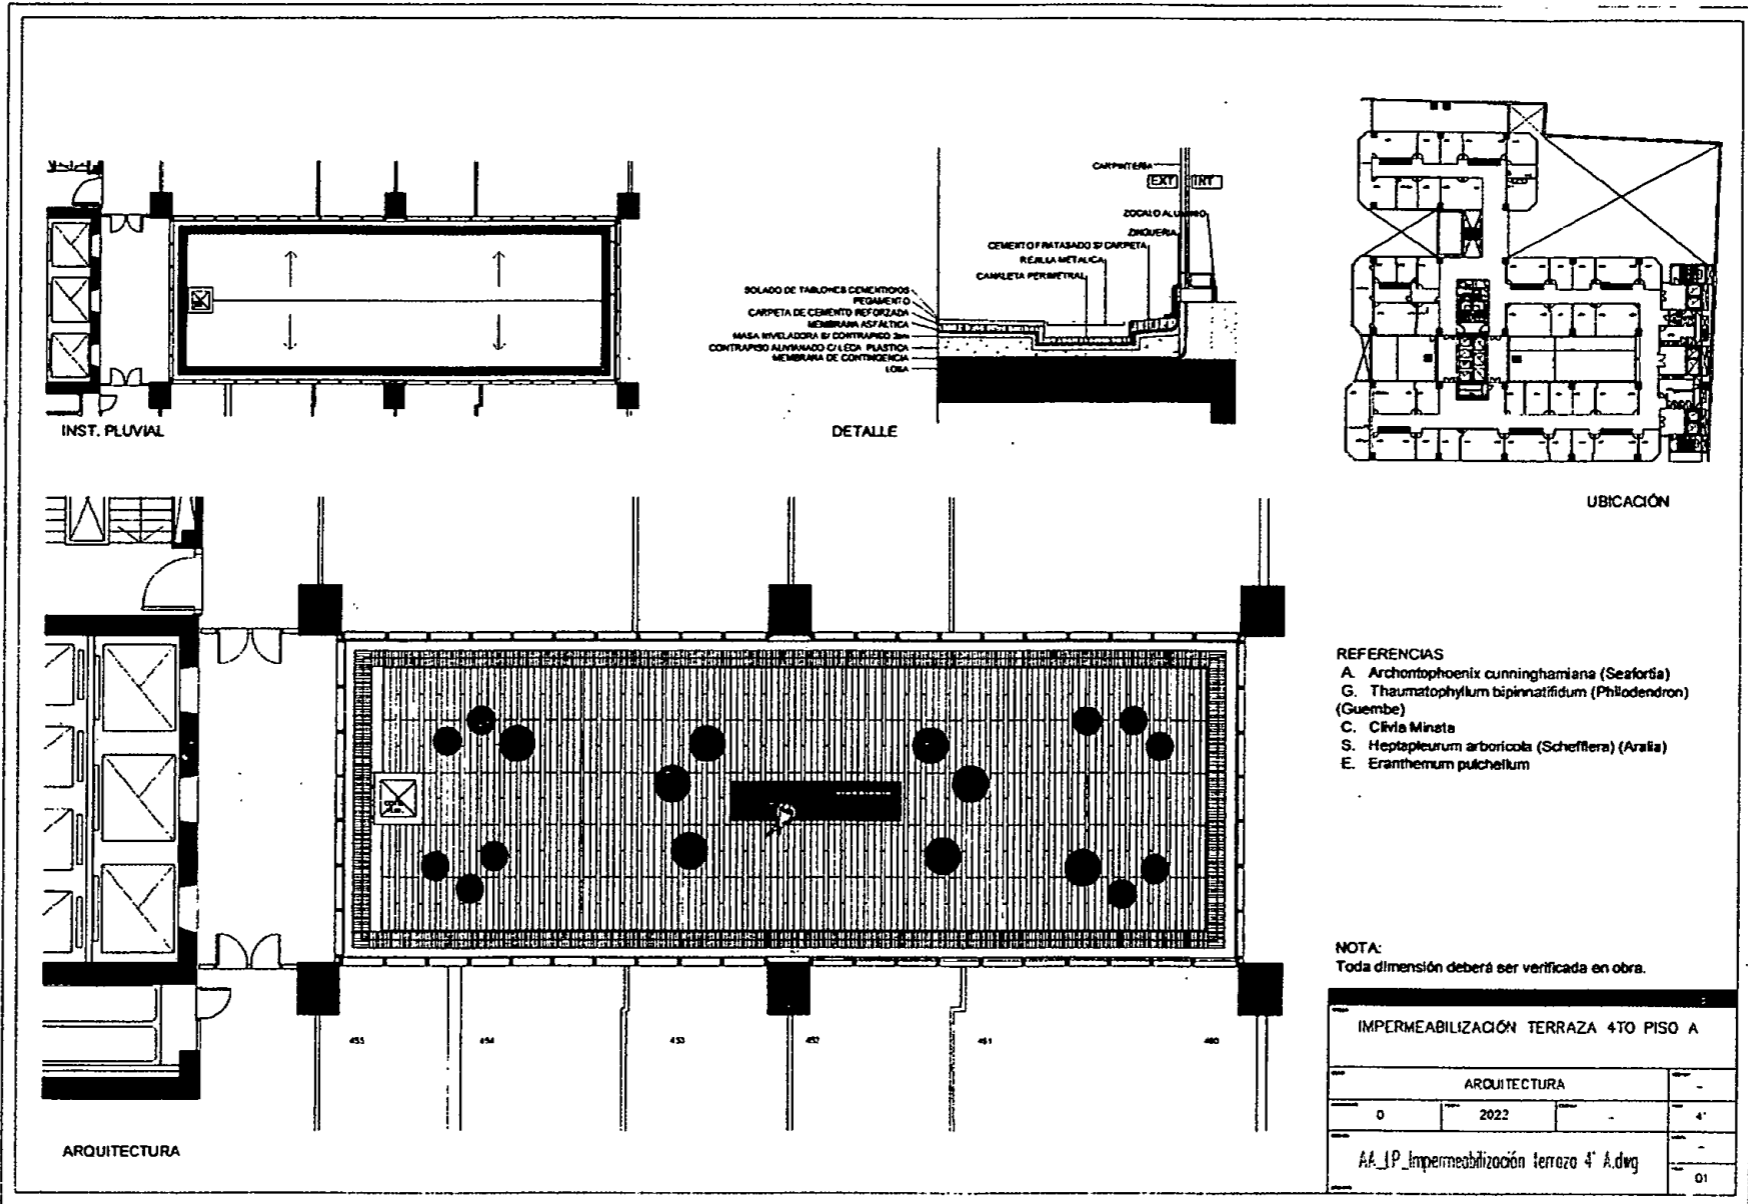 CARPINTERIA
EXT INT
ZOCALO ALUMINIO
ZINGUERIA
CEMENTO FRATASADO S/ CARPETA
REJILLA METALICA
CANALETA PERIMETRAL
SOLADO DE TABLONES CEMENTICIOS
PEGAMENTO
CARPETA DE CEMENTO REFORZADA
MEMBRANA ASFALTICA
MASA NIVELADORA S/ CONTRAPISO 2cm
CONTRAPISO ALIVIANADO C/ LECA PLASTICA
MEMBRANA DE CONTINGENCIA
LOSA
INST. PLUVIAL
DETALLE
UBICACIÓN
REFERENCIAS
A. Archontophoenix cunninghamiana (Seafortia)
G. Thaumatophyllum bipinnatifidum (Philodendron)
(Guembe)
C. Clivia Miniata
S. Heptapleurum arboricola (Schefflera) (Aralia)
E. Eranthemum pulchellum
NOTA:
Toda dimensión deberá ser verificada en obra.
455 454 453 452 451 450
ARQUITECTURA
IMPERMEABILIZACIÓN TERRAZA 4TO PISO A
ARQUITECTURA -
0 2022 - 4°
AA_LP_Impermeabilización terraza 4° A.dwg -
01